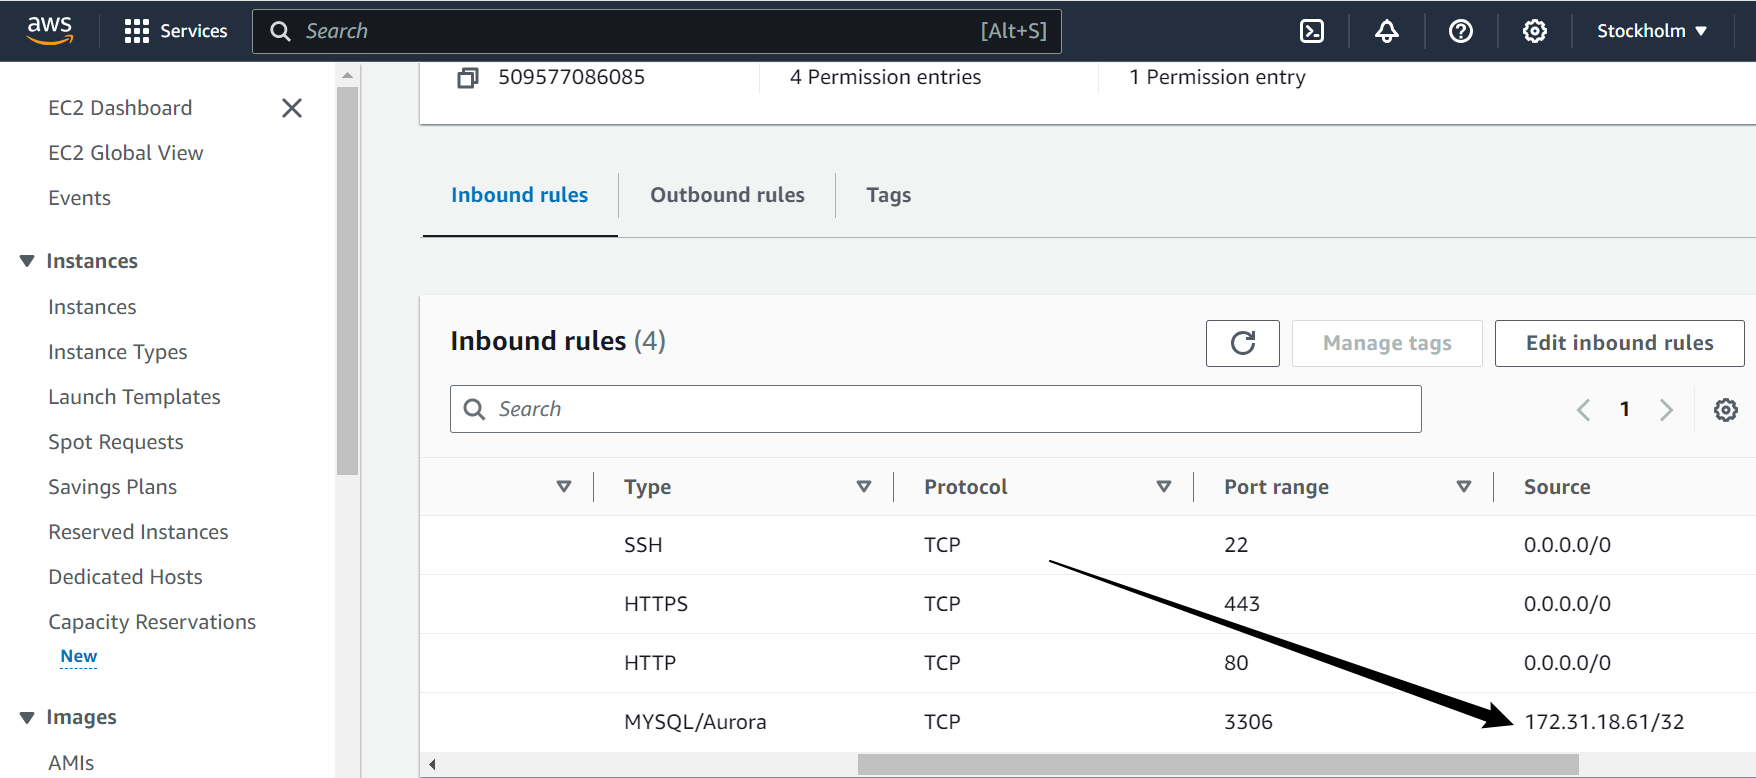 aws Services Search [Alt+S] Stockholm
509577086085 4 Permission entries 1 Permission entry
EC2 Dashboard
EC2 Global View
Events
Instances
Instances
Instance Types
Launch Templates
Spot Requests
Savings Plans
Reserved Instances
Dedicated Hosts
Capacity Reservations
New
Images
AMIs
Inbound rules Outbound rules Tags
Inbound rules (4) Manage tags Edit inbound rules
Search 1
Type Protocol Port range Source
SSH TCP 22 0.0.0.0/0
HTTPS TCP 443 0.0.0.0/0
HTTP TCP 80 0.0.0.0/0
MYSQL/Aurora TCP 3306 172.31.18.61/32